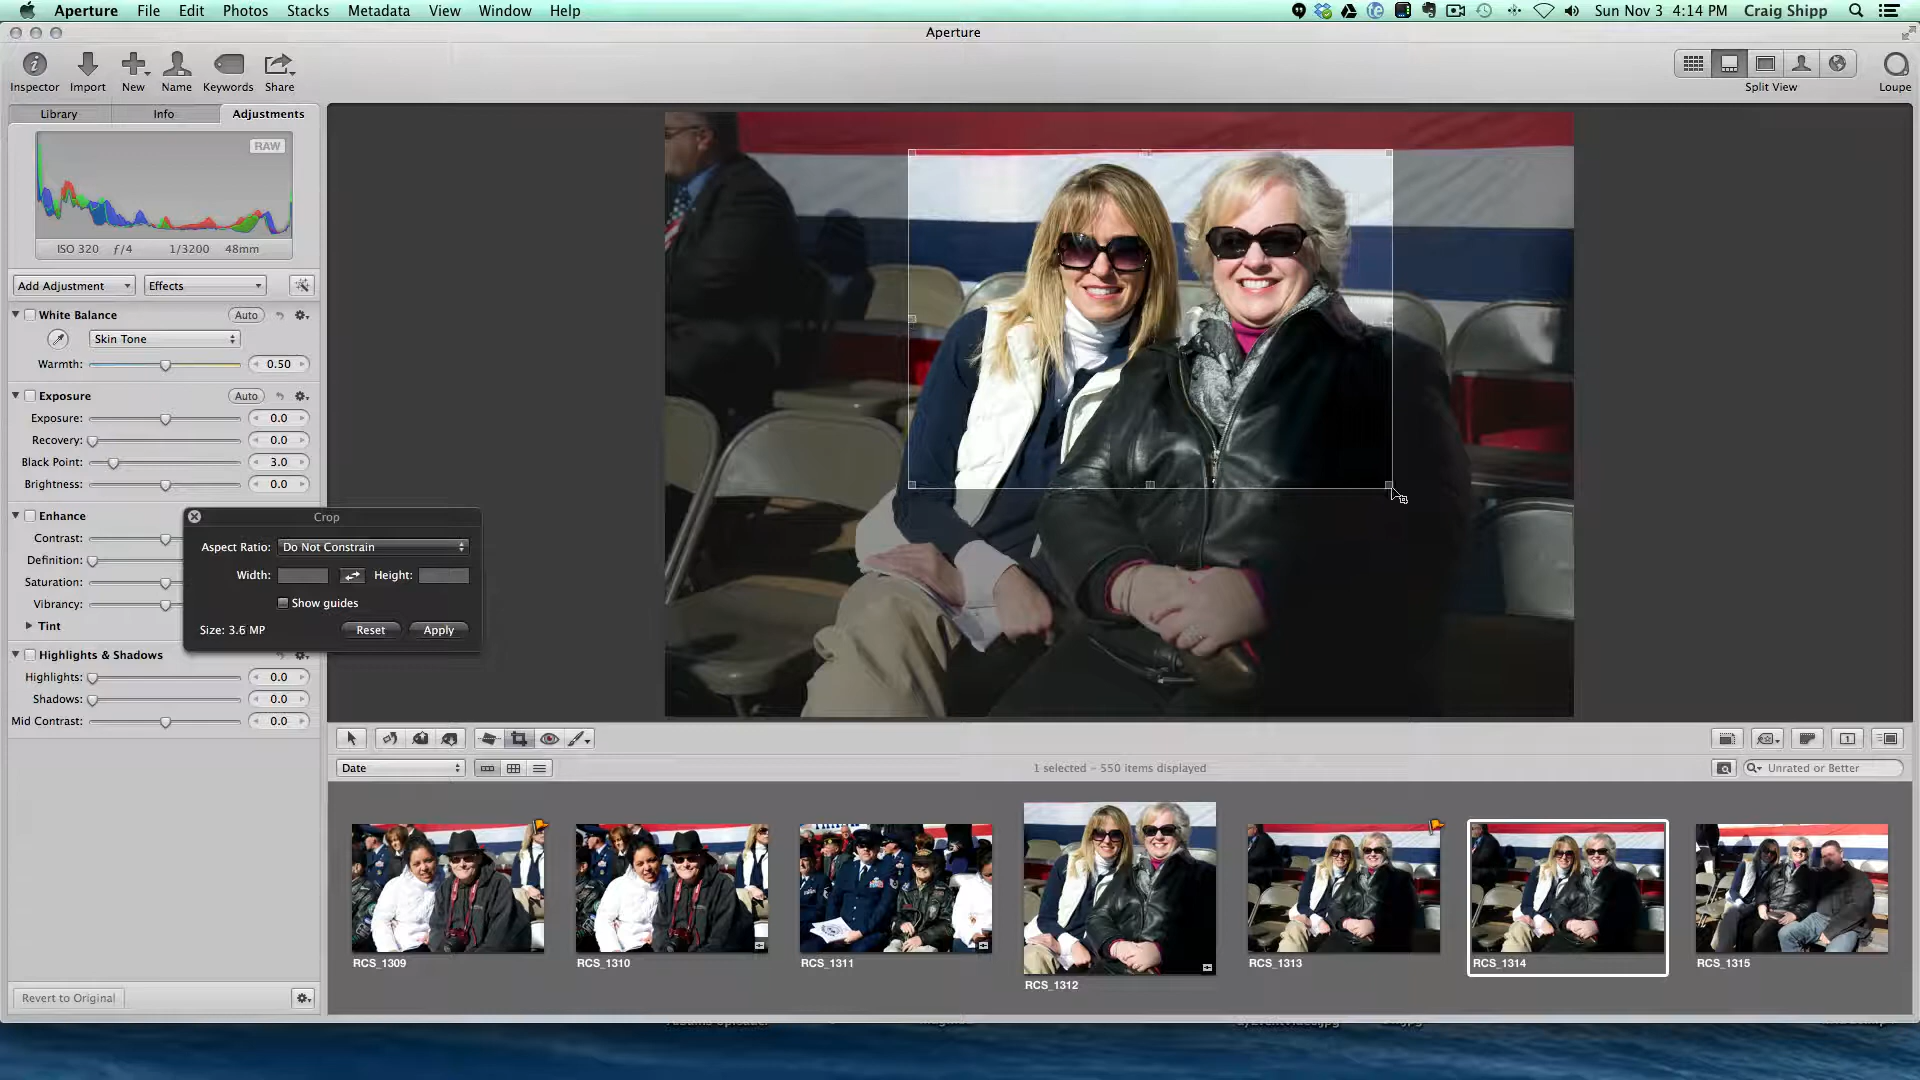 Aperture File Edit Photos Stacks Metadata View Window Help Sun Nov 3 4:14 PM Craig Shipp
Aperture
Inspector Import New Name Keywords Share Split View Loupe
Library Info Adjustments
RAW
ISO 320 ƒ/4 1/3200 48mm
Add Adjustment Effects
White Balance Auto
Skin Tone
Warmth: 0.50
Exposure Auto
Exposure: 0.0
Recovery: 0.0
Black Point: 3.0
Brightness: 0.0
Enhance
Contrast:
Definition:
Saturation:
Vibrancy:
Tint
Crop
Aspect Ratio: Do Not Constrain
Width: Height:
Show guides
Size: 3.6 MP Reset Apply
Highlights & Shadows
Highlights: 0.0
Shadows: 0.0
Mid Contrast: 0.0
Date 1 selected – 550 items displayed Unrated or Better
RCS_1309 RCS_1310 RCS_1311 RCS_1312 RCS_1313 RCS_1314 RCS_1315
Revert to Original